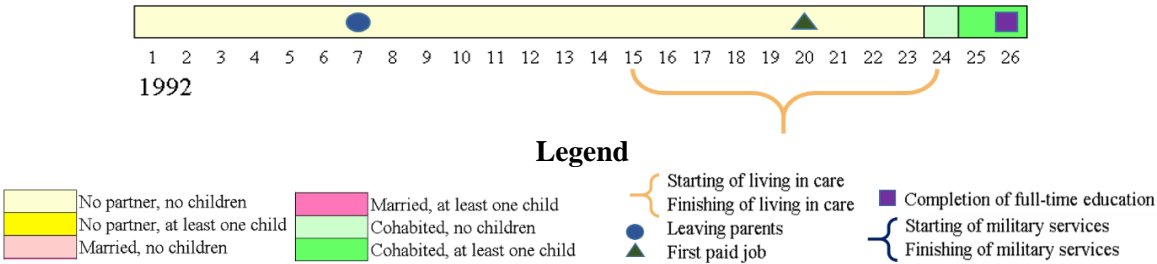 1 2 3 4 5 6 7 8 9 10 11 12 13 14 15 16 17 18 19 20 21 22 23 24 25 26
1992
Legend
No partner, no children
No partner, at least one child
Married, no children
Married, at least one child
Cohabited, no children
Cohabited, at least one child
Starting of living in care
Finishing of living in care
Leaving parents
First paid job
Completion of full-time education
Starting of military services
Finishing of military services